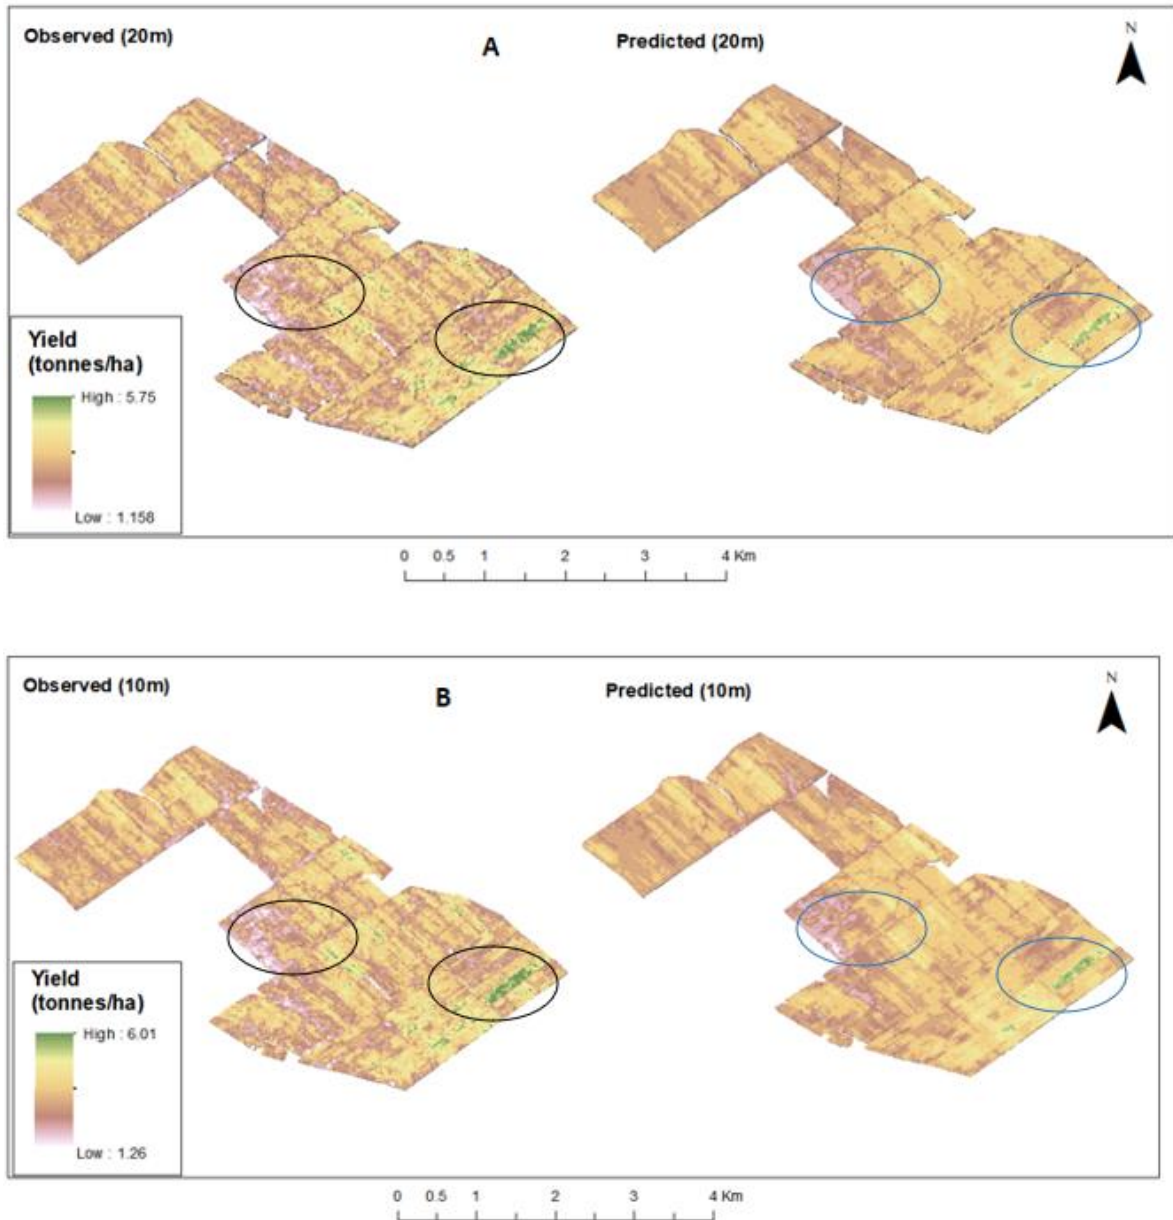 Observed (20m)
A
Predicted (20m)
N
Yield
(tonnes/ha)
High : 5.75
Low : 1.158
0 0.5 1 2 3 4 Km
Observed (10m)
B
Predicted (10m)
N
Yield
(tonnes/ha)
High : 6.01
Low : 1.26
0 0.5 1 2 3 4 Km